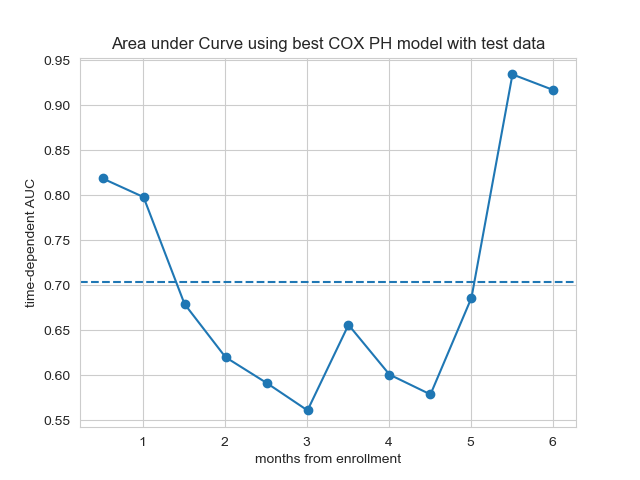 Area under Curve using best COX PH model with test data
0.95
0.90
0.85
0.80
0.75
0.70
0.65
0.60
0.55
time-dependent AUC
1 2 3 4 5 6
months from enrollment